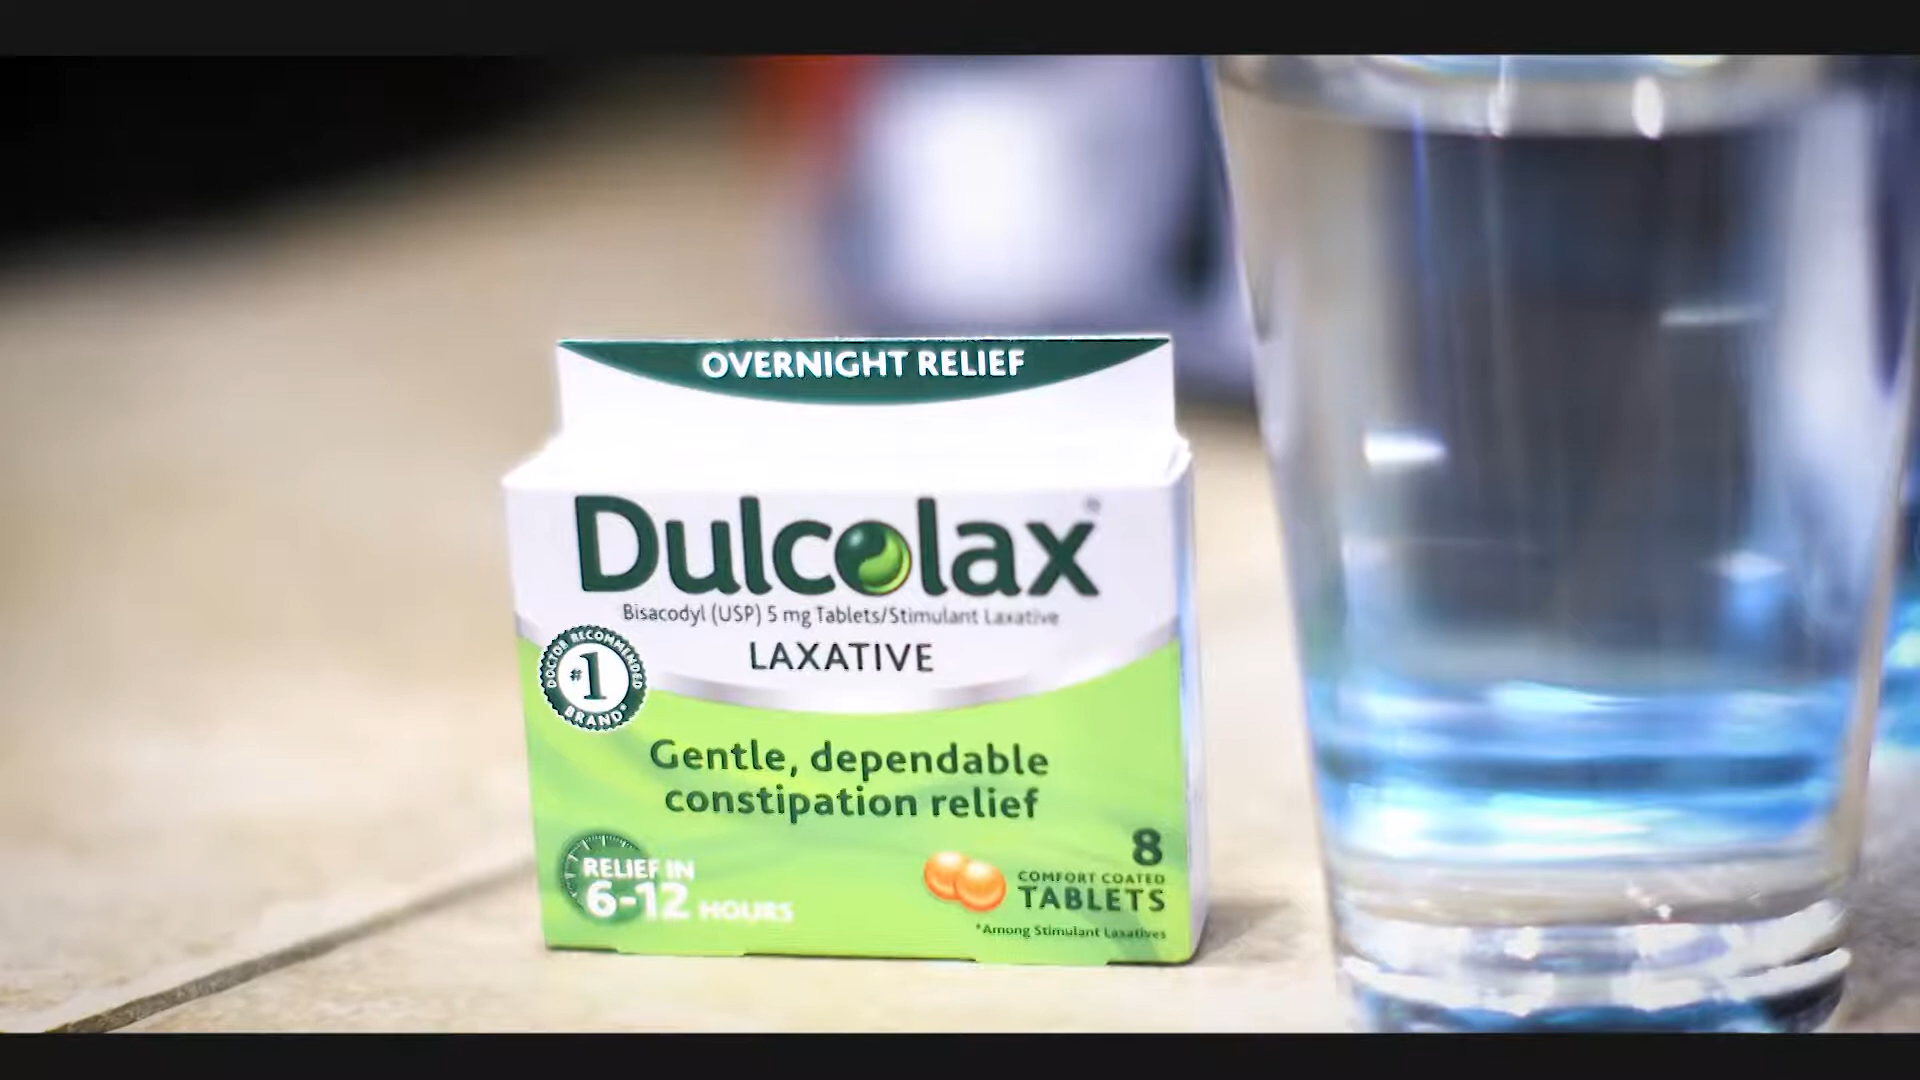 OVERNIGHT RELIEF
Dulcolax®
Bisacodyl (USP) 5 mg Tablets/Stimulant Laxative
LAXATIVE
DOCTOR RECOMMENDED
#1
BRAND*
Gentle, dependable
constipation relief
RELIEF IN
6-12 HOURS
8
COMFORT COATED
TABLETS
*Among Stimulant Laxatives